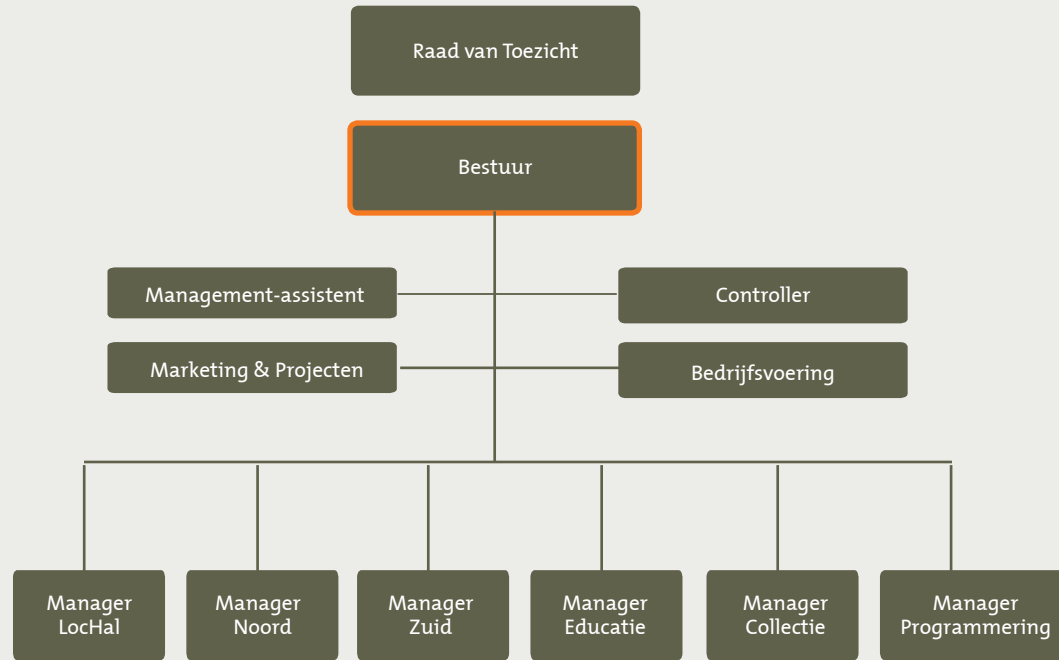 Raad van Toezicht
Bestuur
Management-assistent
Controller
Marketing & Projecten
Bedrijfsvoering
Manager
LocHal
Manager
Noord
Manager
Zuid
Manager
Educatie
Manager
Collectie
Manager
Programmering